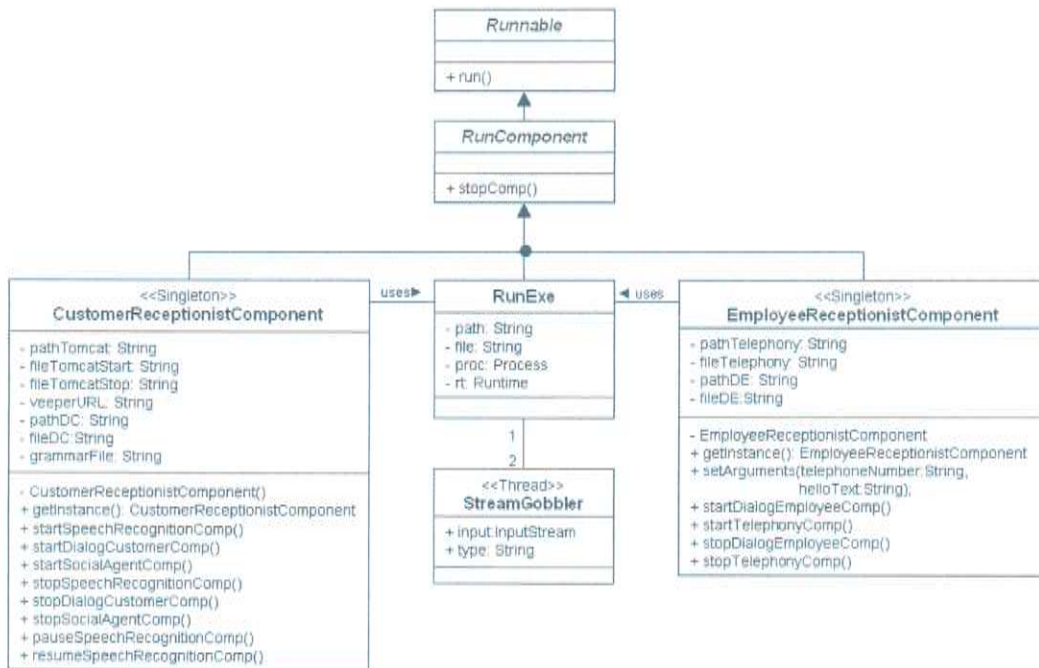 Runnable
+ run()
RunComponent
+ stopComp()
<<Singleton>>
CustomerReceptionistComponent
- pathTomcat: String
- fileTomcatStart: String
- fileTomcatStop: String
- veeperURL: String
- pathDC: String
- fileDC:String
- grammarFile: String
- CustomerReceptionistComponent()
+ getInstance(): CustomerReceptionistComponent
+ startSpeechRecognitionComp()
+ startDialogCustomerComp()
+ startSocialAgentComp()
+ stopSpeechRecognitionComp()
+ stopDialogCustomerComp()
+ stopSocialAgentComp()
+ pauseSpeechRecognitionComp()
+ resumeSpeechRecognitionComp()
uses
RunExe
- path: String
- file: String
- proc: Process
- rt: Runtime
1
2
<<Thread>>
StreamGobbler
+ input:InputStream
+ type: String
uses
<<Singleton>>
EmployeeReceptionistComponent
- pathTelephony: String
- fileTelephony: String
- pathDE: String
- fileDE:String
- EmployeeReceptionistComponent
+ getInstance(): EmployeeReceptionistComponent
+ setArguments(telephoneNumber:String,
helloText:String);
+ startDialogEmployeeComp()
+ startTelephonyComp()
+ stopDialogEmployeeComp()
+ stopTelephonyComp()